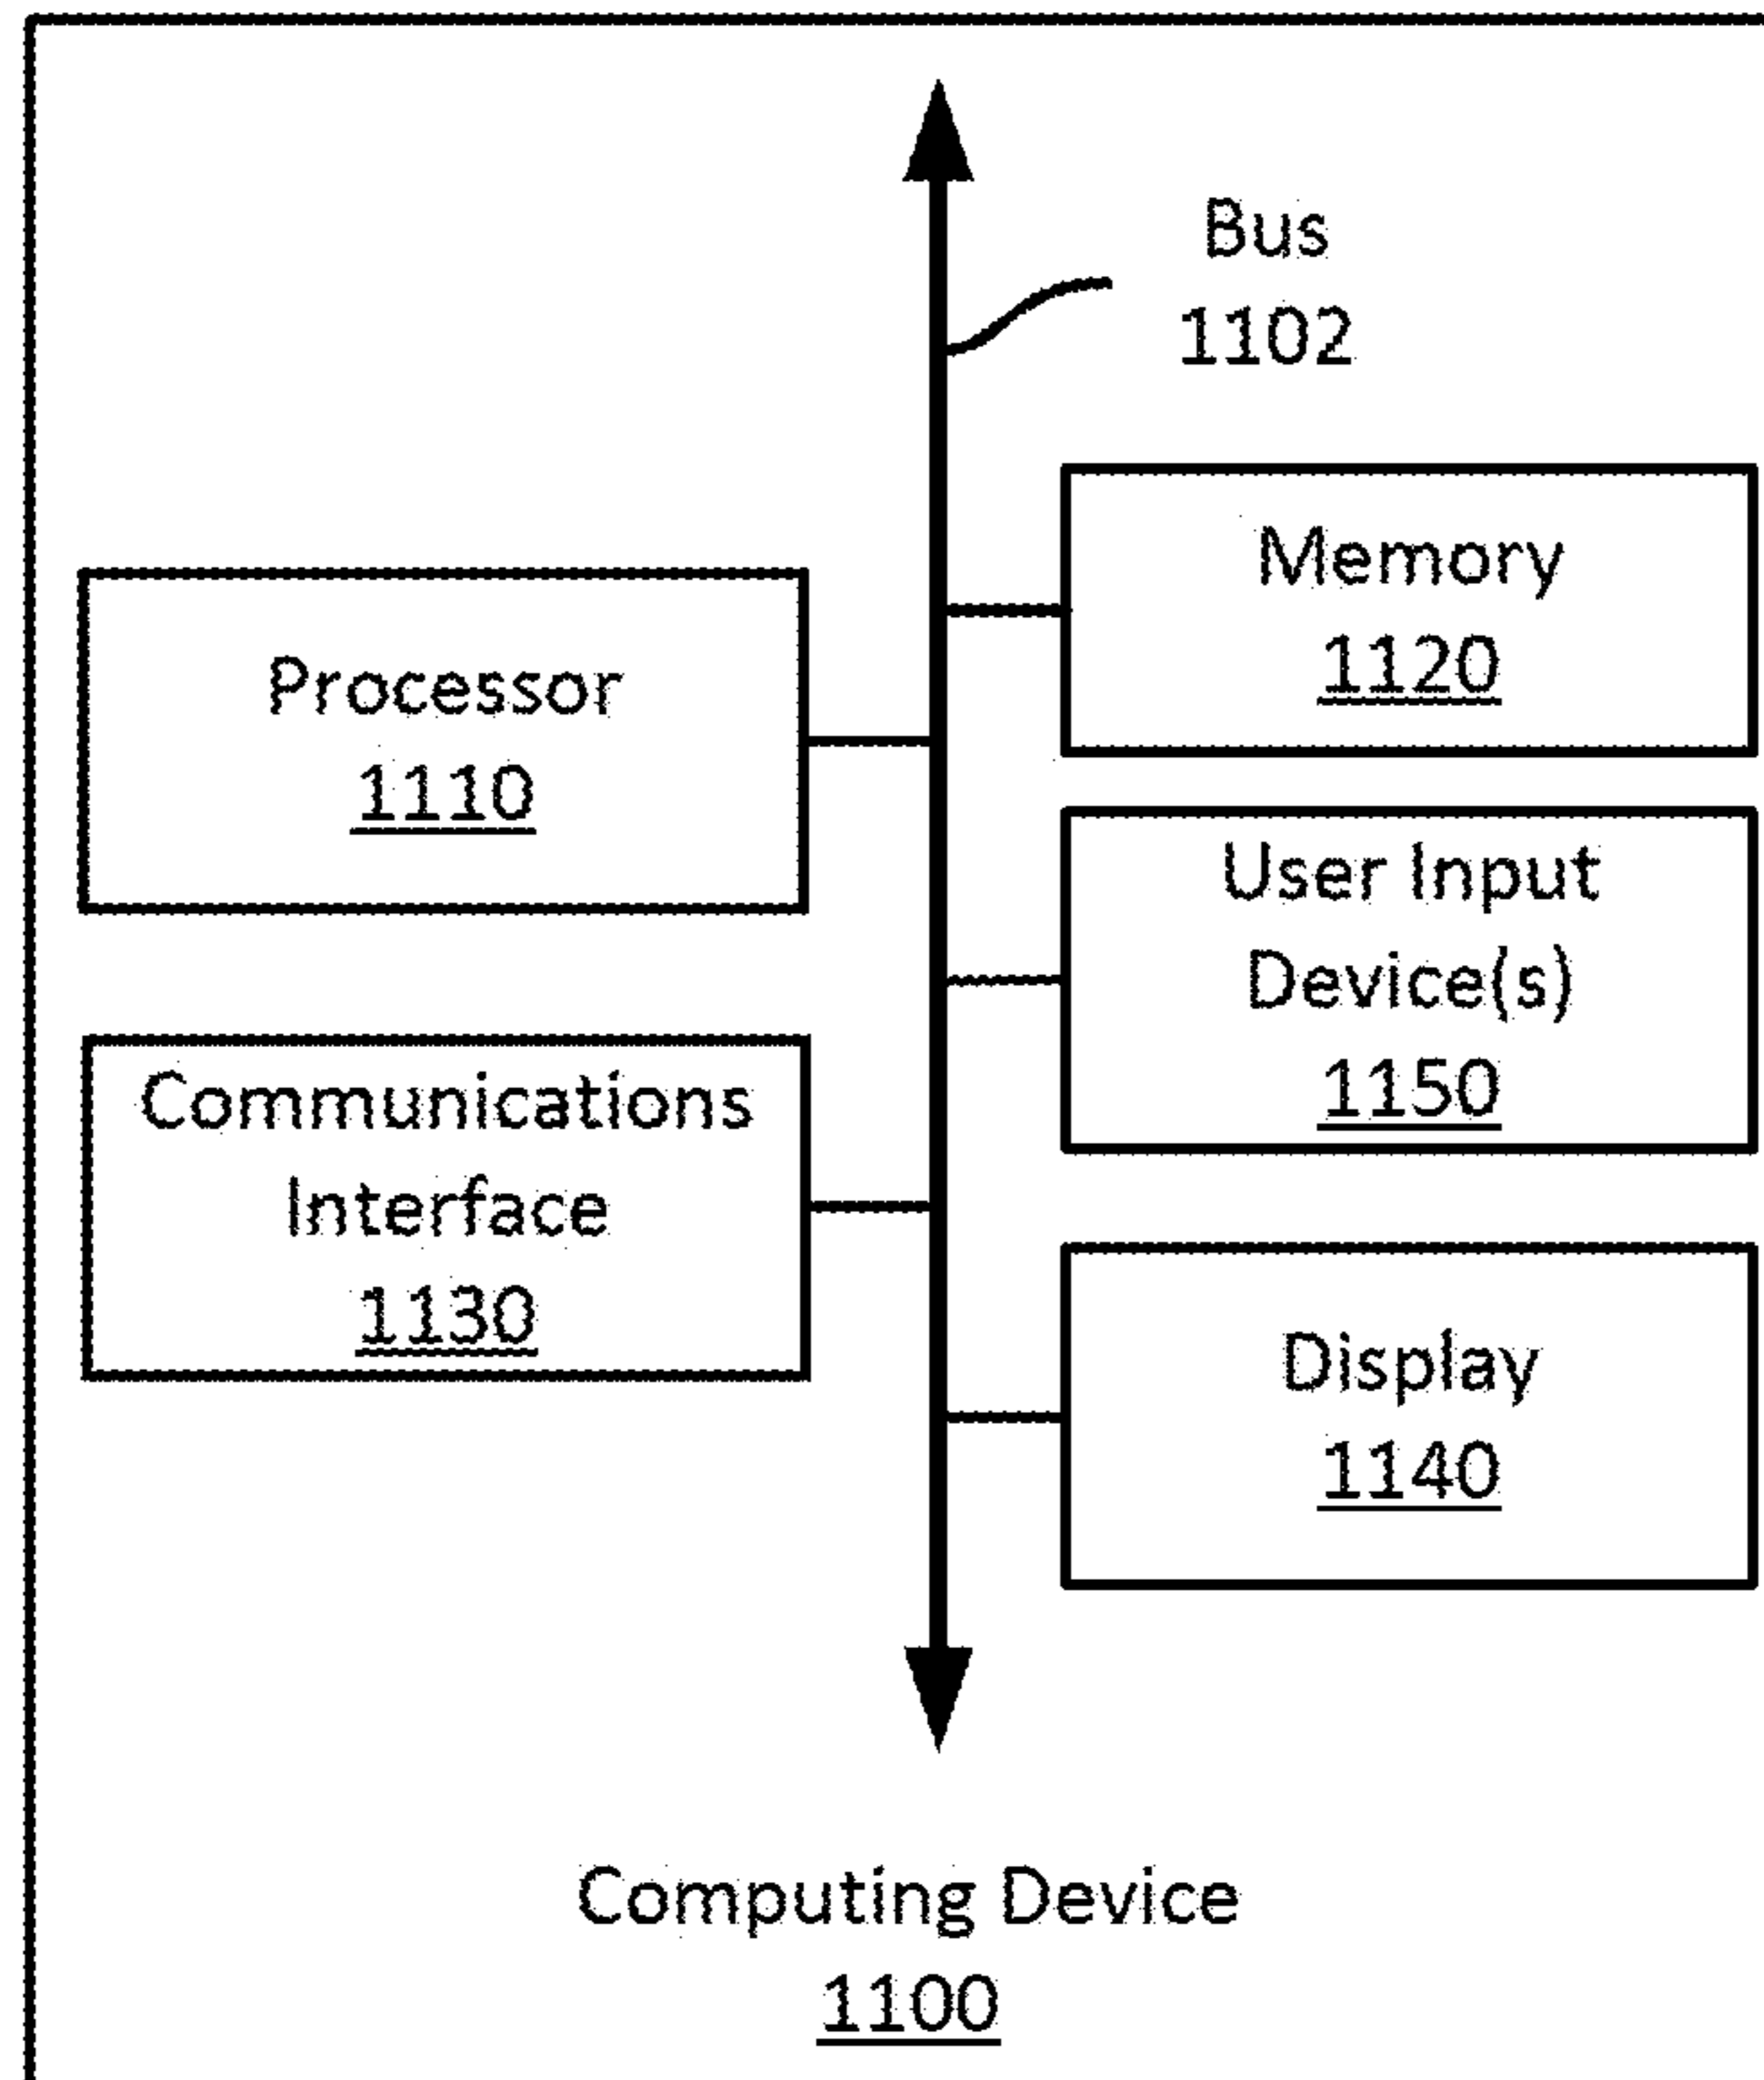 Bus
1102
Memory
1120
Processor
1110
User Input
Device(s)
1150
Communications
Interface
1130
Display
1140
Computing Device
1100